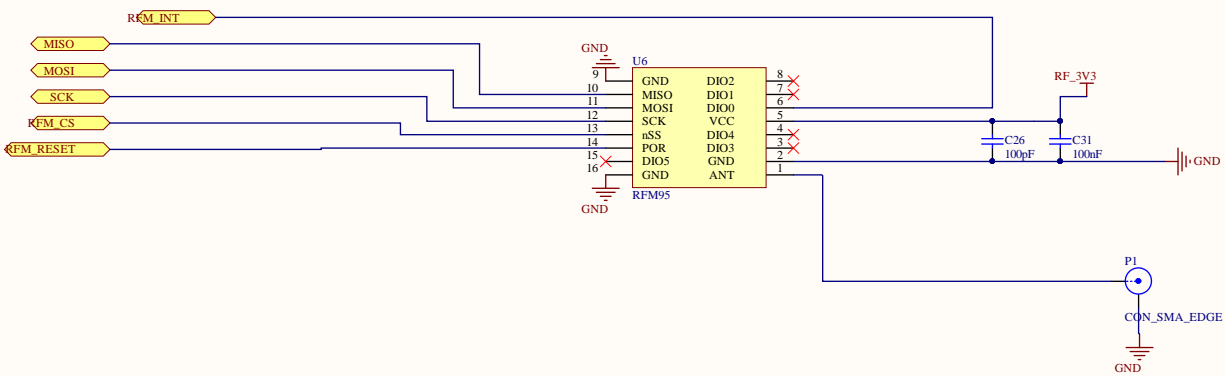 RFM_INT
MISO
MOSI
SCK
RFM_CS
RFM_RESET
GND
U6
9 GND DIO2 8
10 MISO DIO1 7
11 MOSI DIO0 6
12 SCK VCC 5
13 nSS DIO4 4
14 POR DIO3 3
15 DIO5 GND 2
16 GND ANT 1
RFM95
GND
RF_3V3
C26
100pF
C31
100nF
GND
P1
CON_SMA_EDGE
GND